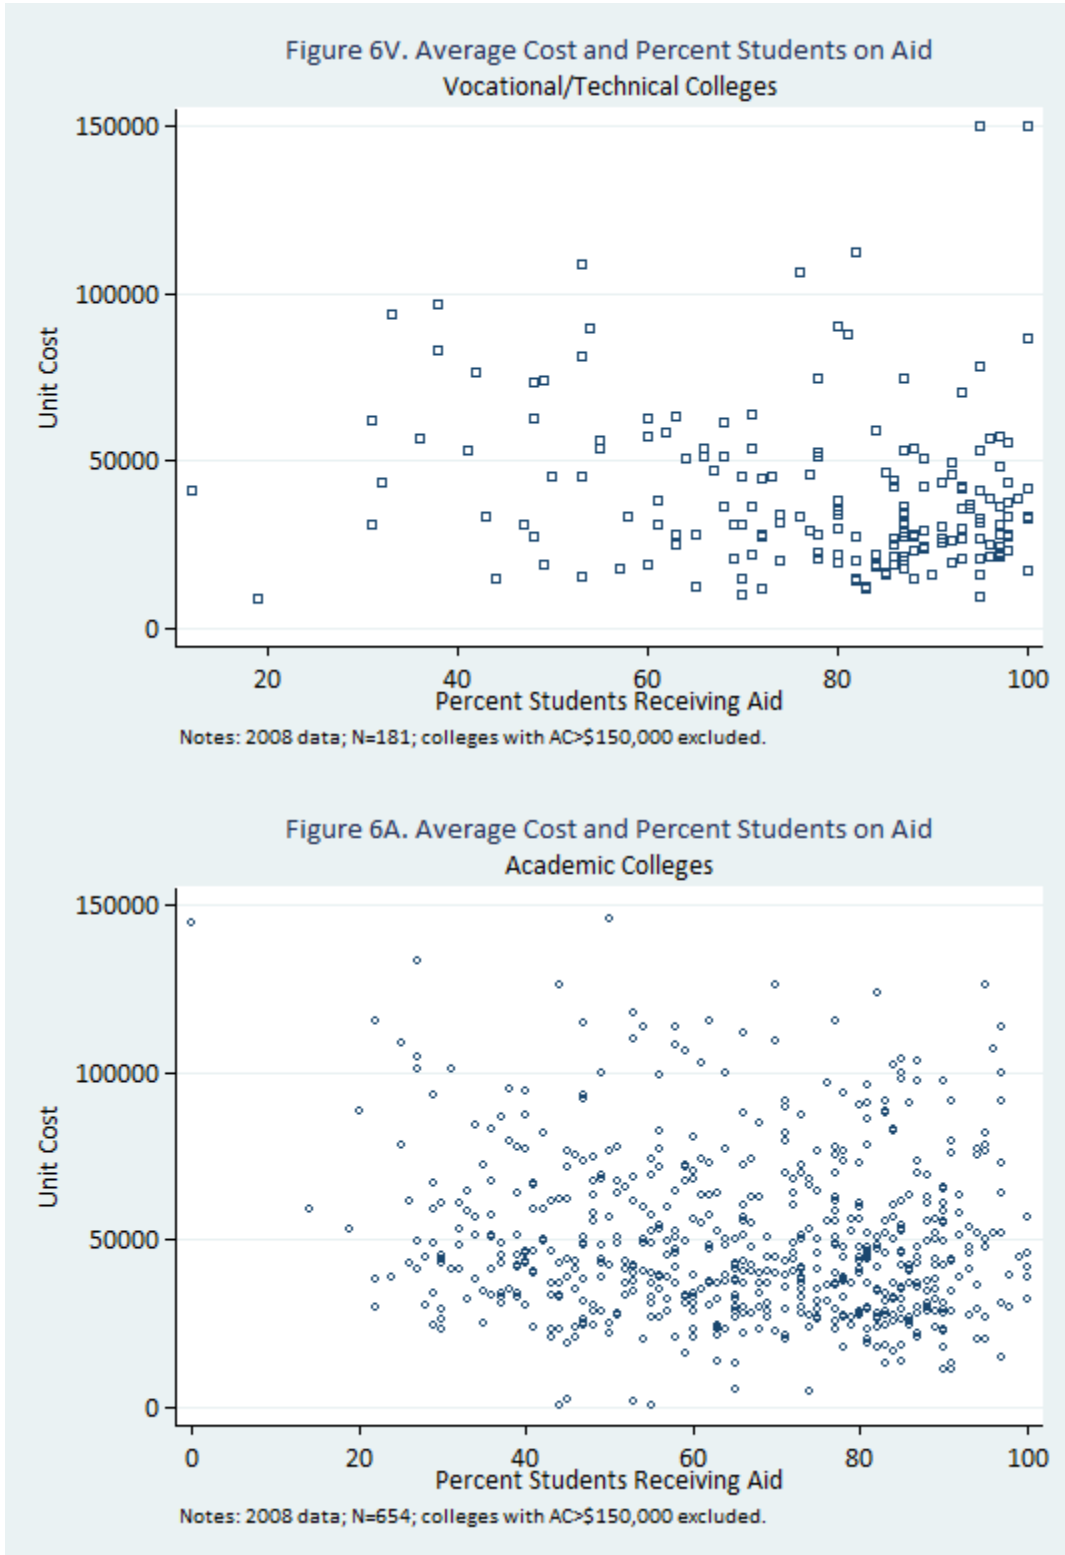 Figure 6V. Average Cost and Percent Students on Aid
Vocational/Technical Colleges
150000
100000
50000
0
Unit Cost
20
40
60
80
100
Percent Students Receiving Aid
Notes: 2008 data; N=181; colleges with AC>$150,000 excluded.
Figure 6A. Average Cost and Percent Students on Aid
Academic Colleges
150000
100000
50000
0
Unit Cost
0
20
40
60
80
100
Percent Students Receiving Aid
Notes: 2008 data; N=654; colleges with AC>$150,000 excluded.